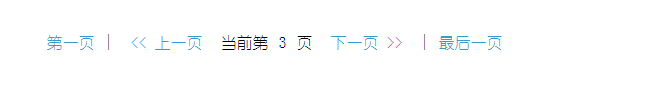 第一页 | << 上一页 当前第 3 页 下一页 >> | 最后一页